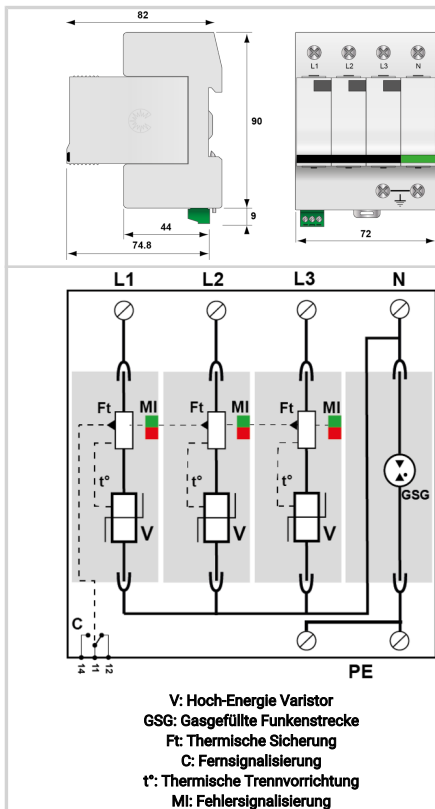 82
L1 L2 L3 N
90
9
44
74.8
72
L1 L2 L3 N
Ft MI Ft MI Ft MI
t° t° t°
V V V
GSG
C
14 11 12
PE
V: Hoch-Energie Varistor
GSG: Gasgefüllte Funkenstrecke
Ft: Thermische Sicherung
C: Fernsignalisierung
t°: Thermische Trennvorrichtung
MI: Fehlersignalisierung